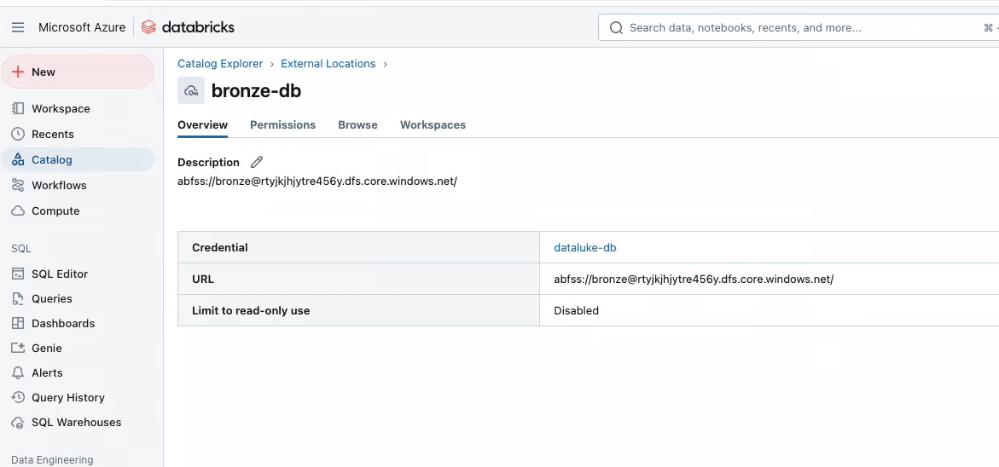 Microsoft Azure databricks
Search data, notebooks, recents, and more...
⌘ -
New
Workspace
Recents
Catalog
Workflows
Compute
SQL
SQL Editor
Queries
Dashboards
Genie
Alerts
Query History
SQL Warehouses
Data Engineering
Catalog Explorer › External Locations ›
bronze-db
Overview Permissions Browse Workspaces
Description
abfss://bronze@rtyjkjhjytre456y.dfs.core.windows.net/
Credential dataluke-db
URL abfss://bronze@rtyjkjhjytre456y.dfs.core.windows.net/
Limit to read-only use Disabled